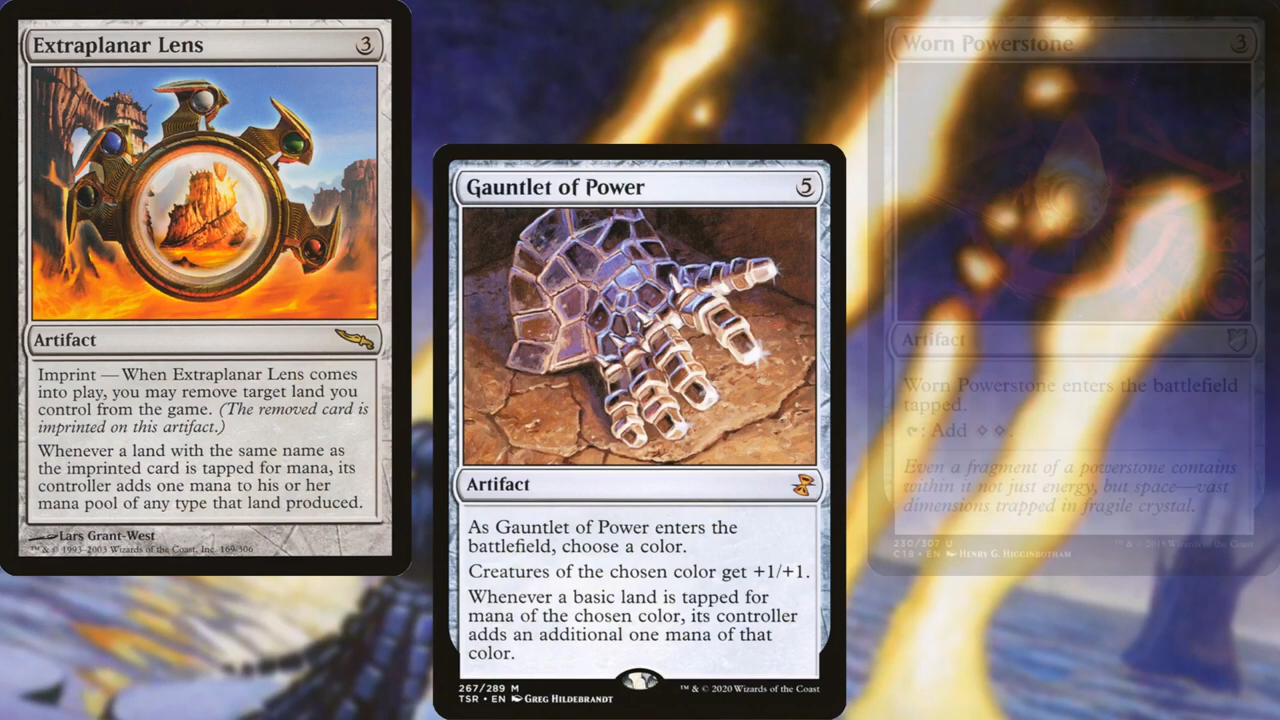 Extraplanar Lens 3
Artifact
Imprint — When Extraplanar Lens comes
into play, you may remove target land you
control from the game. (The removed card is
imprinted on this artifact.)
Whenever a land with the same name as
the imprinted card is tapped for mana, its
controller adds one mana to his or her
mana pool of any type that land produced.
Lars Grant-West
™ & © 1993–2003 Wizards of the Coast, Inc. 169/306
Gauntlet of Power 5
Artifact
As Gauntlet of Power enters the
battlefield, choose a color.
Creatures of the chosen color get +1/+1.
Whenever a basic land is tapped for
mana of the chosen color, its controller
adds an additional one mana of that
color.
267/289 M
TSR • EN Greg Hildebrandt
™ & © 2020 Wizards of the Coast
Worn Powerstone 3
Artifact
Worn Powerstone enters the battlefield
tapped.
: Add
Even a fragment of a powerstone contains
within it not just energy, but space—vast
dimensions trapped in fragile crystal.
230/307 U
C18 • EN Henry G. Higginbotham
™ & © 2018 Wizards of the Coast